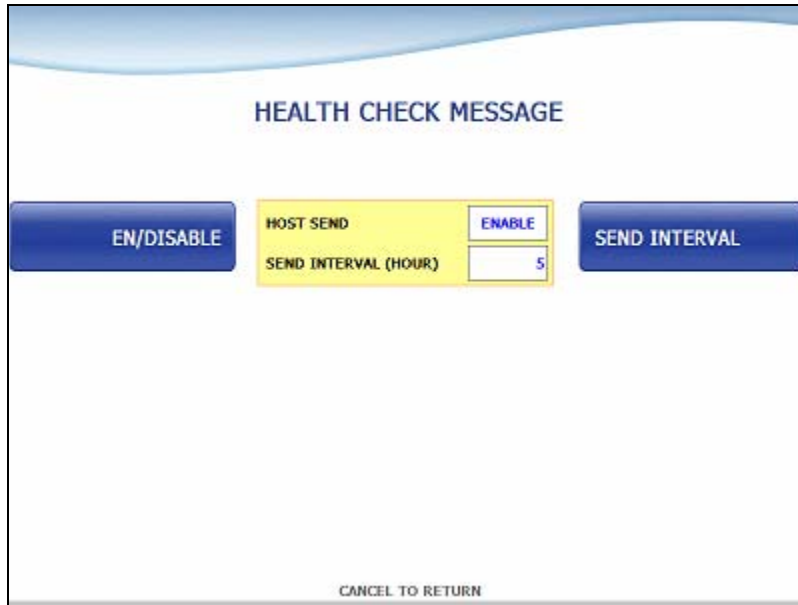 HEALTH CHECK MESSAGE
EN/DISABLE
HOST SEND ENABLE
SEND INTERVAL (HOUR) 5
SEND INTERVAL
CANCEL TO RETURN